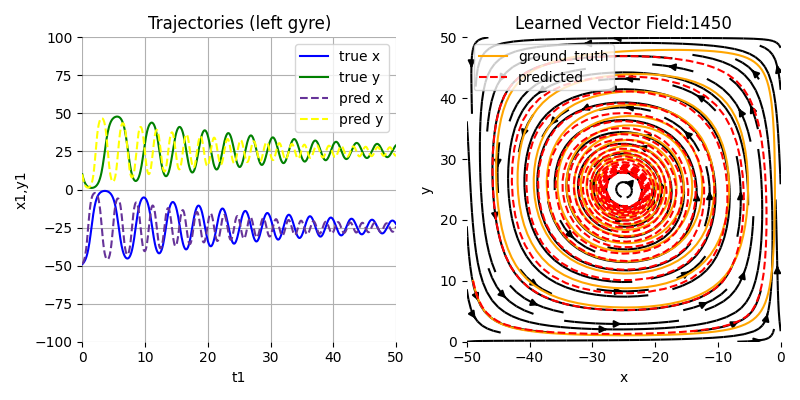 Trajectories (left gyre)
100
75
50
25
0
−25
−50
−75
−100
x1,y1
0 10 20 30 40 50
t1
true x
true y
pred x
pred y
Learned Vector Field:1450
50
40
30
20
10
0
y
−50 −40 −30 −20 −10 0
x
ground_truth
predicted